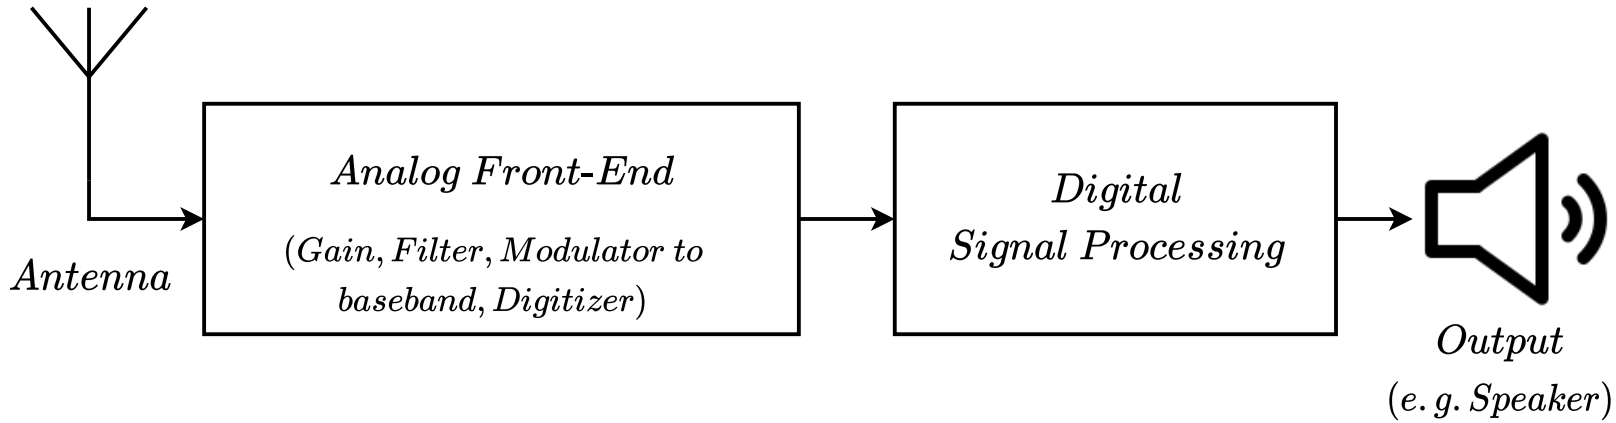 Antenna
Analog Front-End
(Gain, Filter, Modulator to
baseband, Digitizer)
Digital
Signal Processing
Output
(e.g. Speaker)